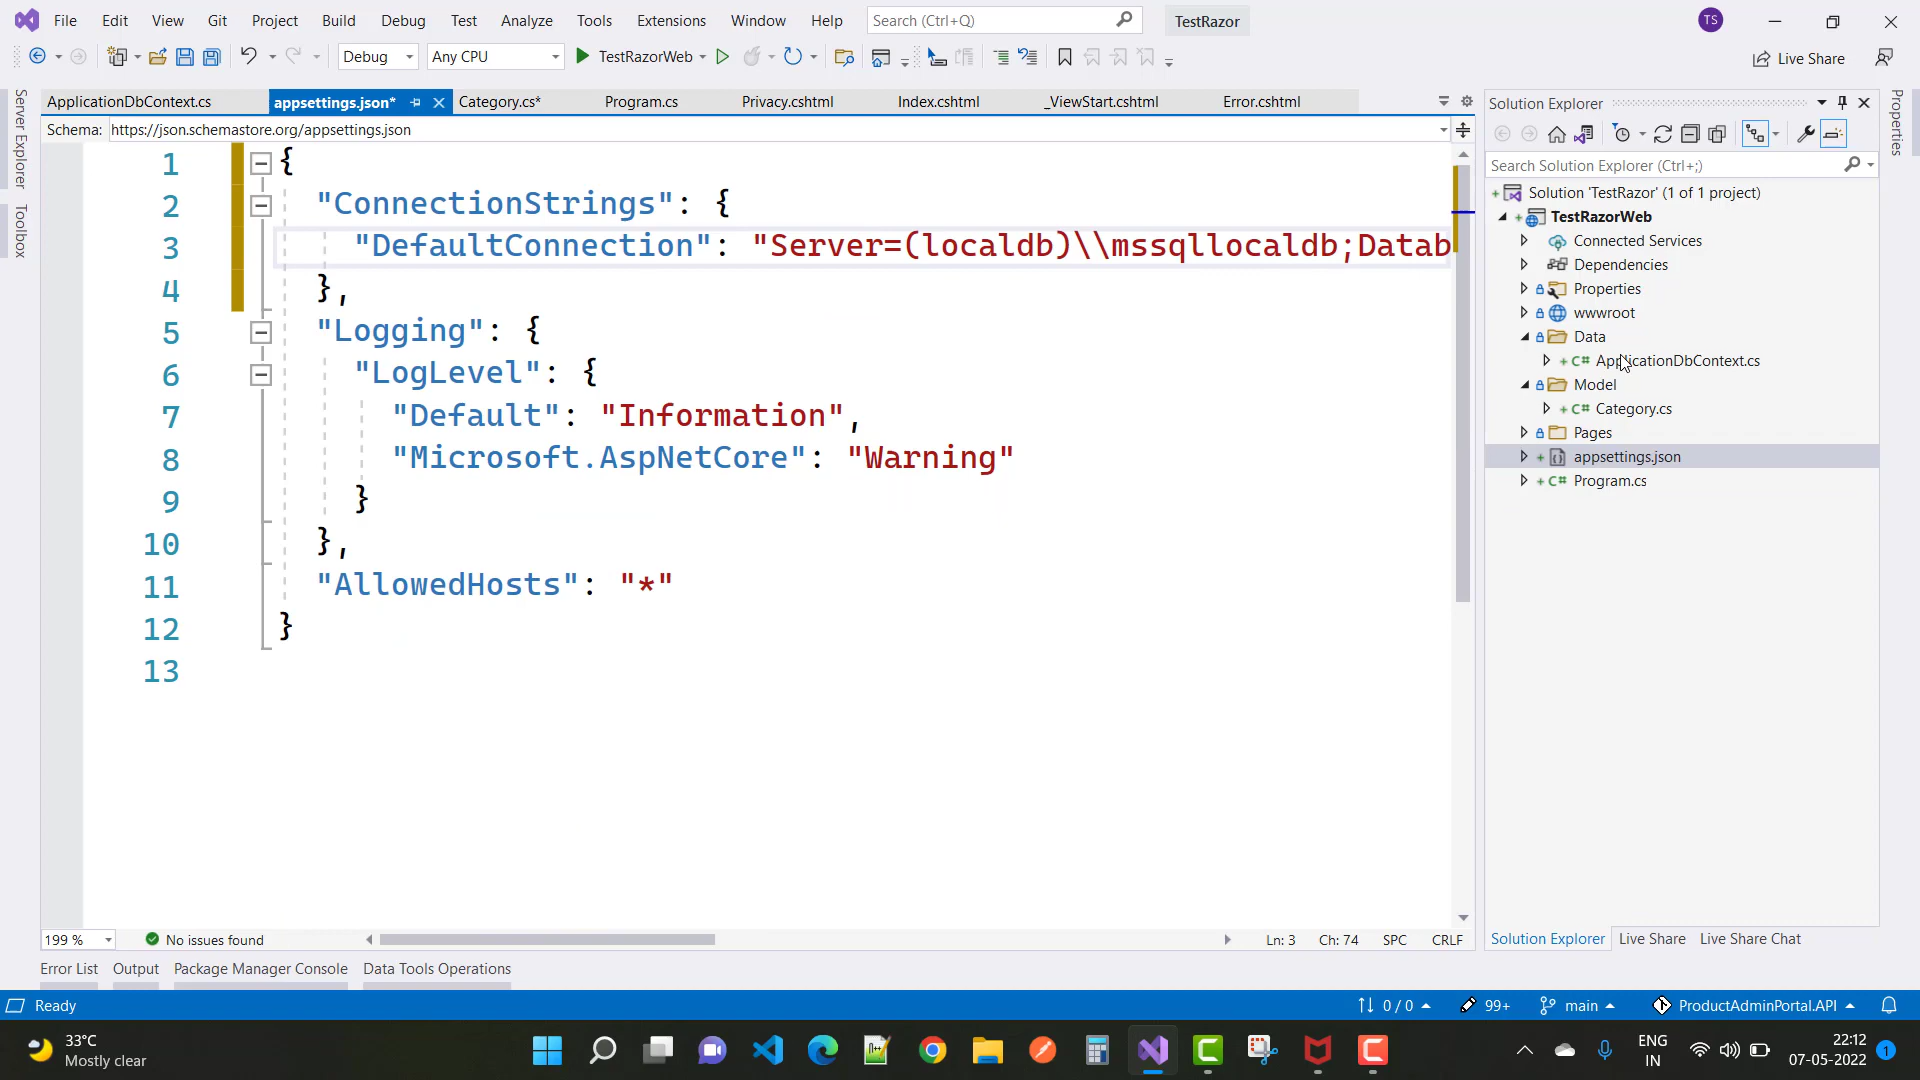 File Edit View Git Project Build Debug Test Analyze Tools Extensions Window Help Search (Ctrl+Q) TestRazor TS
Debug Any CPU TestRazorWeb Live Share
Server Explorer
Toolbox
ApplicationDbContext.cs appsettings.json* Category.cs* Program.cs Privacy.cshtml Index.cshtml _ViewStart.cshtml Error.cshtml
Schema: https://json.schemastore.org/appsettings.json
1 {
2 "ConnectionStrings": {
3 "DefaultConnection": "Server=(localdb)\\mssqllocaldb;Datab
4 },
5 "Logging": {
6 "LogLevel": {
7 "Default": "Information",
8 "Microsoft.AspNetCore": "Warning"
9 }
10 },
11 "AllowedHosts": "*"
12 }
13
199 % No issues found Ln: 3 Ch: 74 SPC CRLF
Solution Explorer
Search Solution Explorer (Ctrl+;)
Solution 'TestRazor' (1 of 1 project)
TestRazorWeb
Connected Services
Dependencies
Properties
wwwroot
Data
C# ApplicationDbContext.cs
Model
C# Category.cs
Pages
appsettings.json
C# Program.cs
Solution Explorer Live Share Live Share Chat
Properties
Error List Output Package Manager Console Data Tools Operations
Ready 0 / 0 99+ main ProductAdminPortal.API
33°C
Mostly clear
ENG
IN
22:12
07-05-2022
1